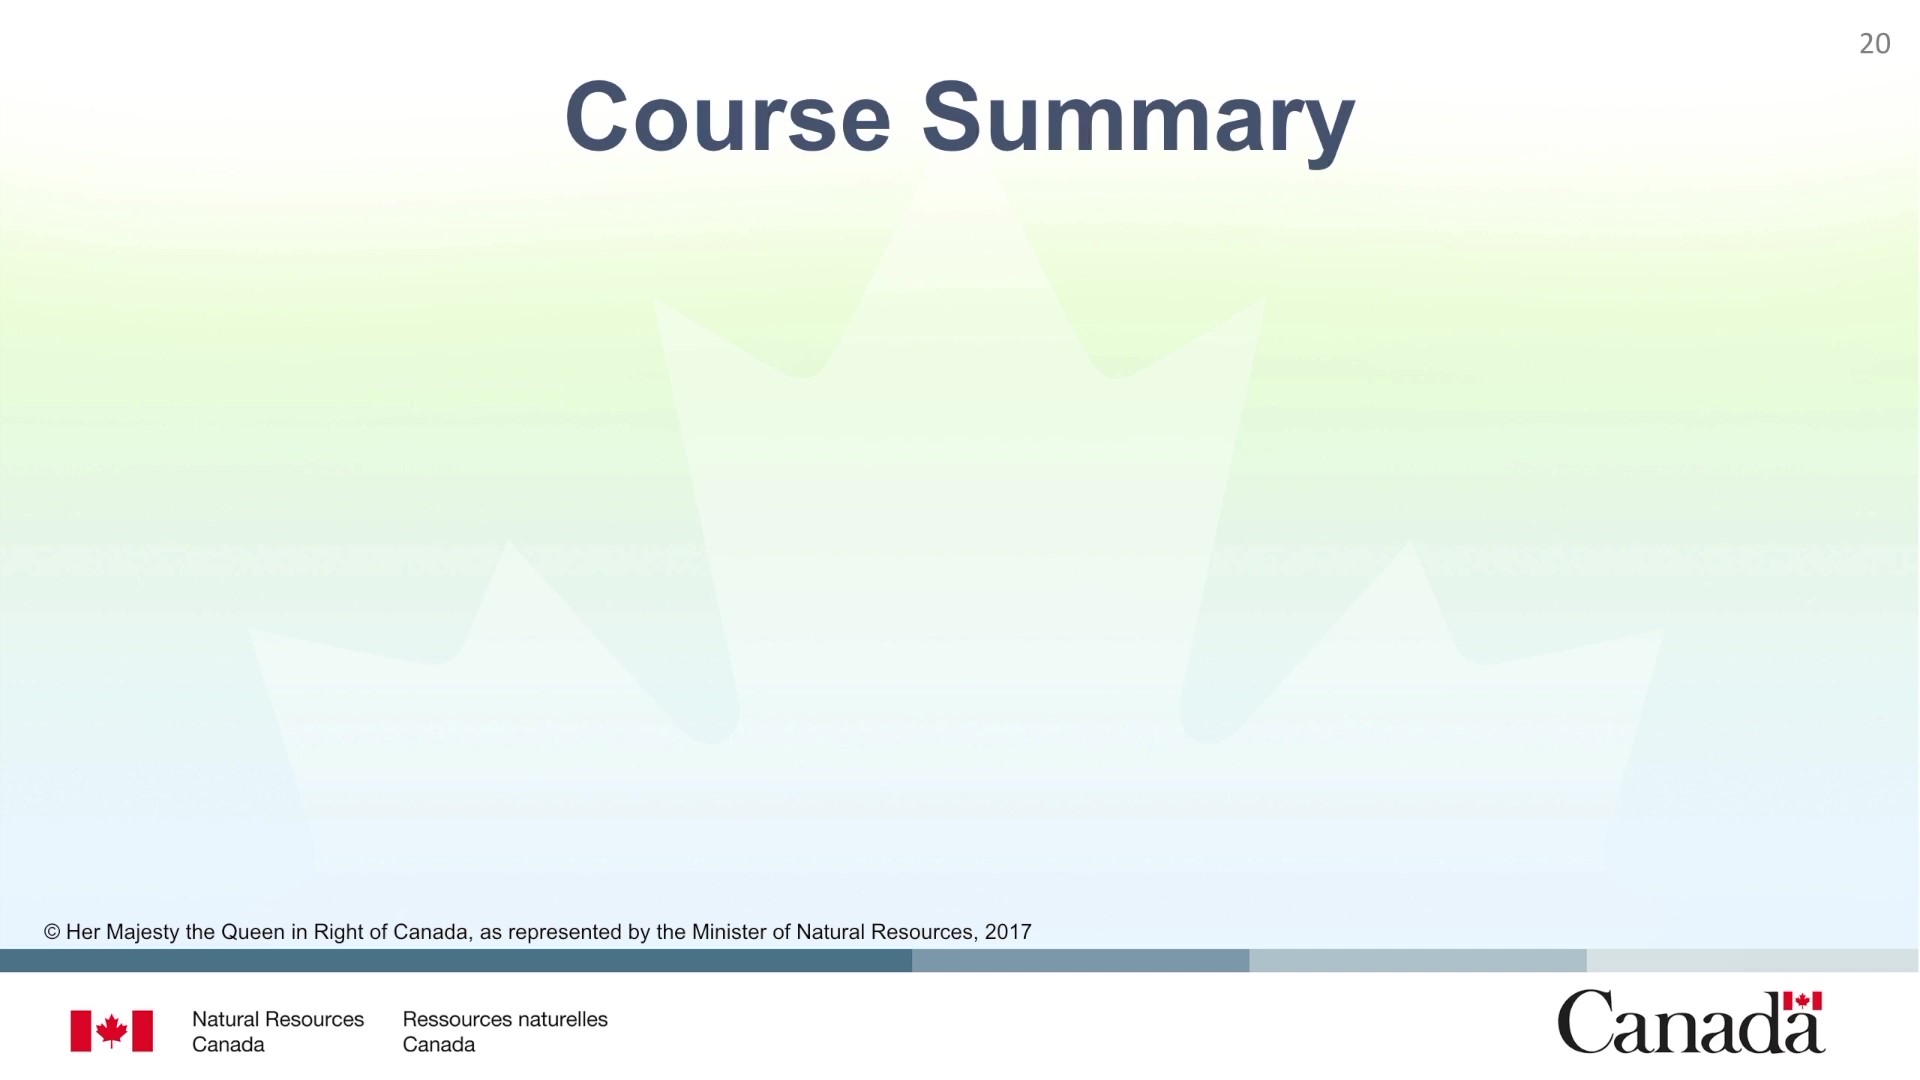 20
Course Summary
© Her Majesty the Queen in Right of Canada, as represented by the Minister of Natural Resources, 2017
Natural Resources
Canada
Ressources naturelles
Canada
Canada